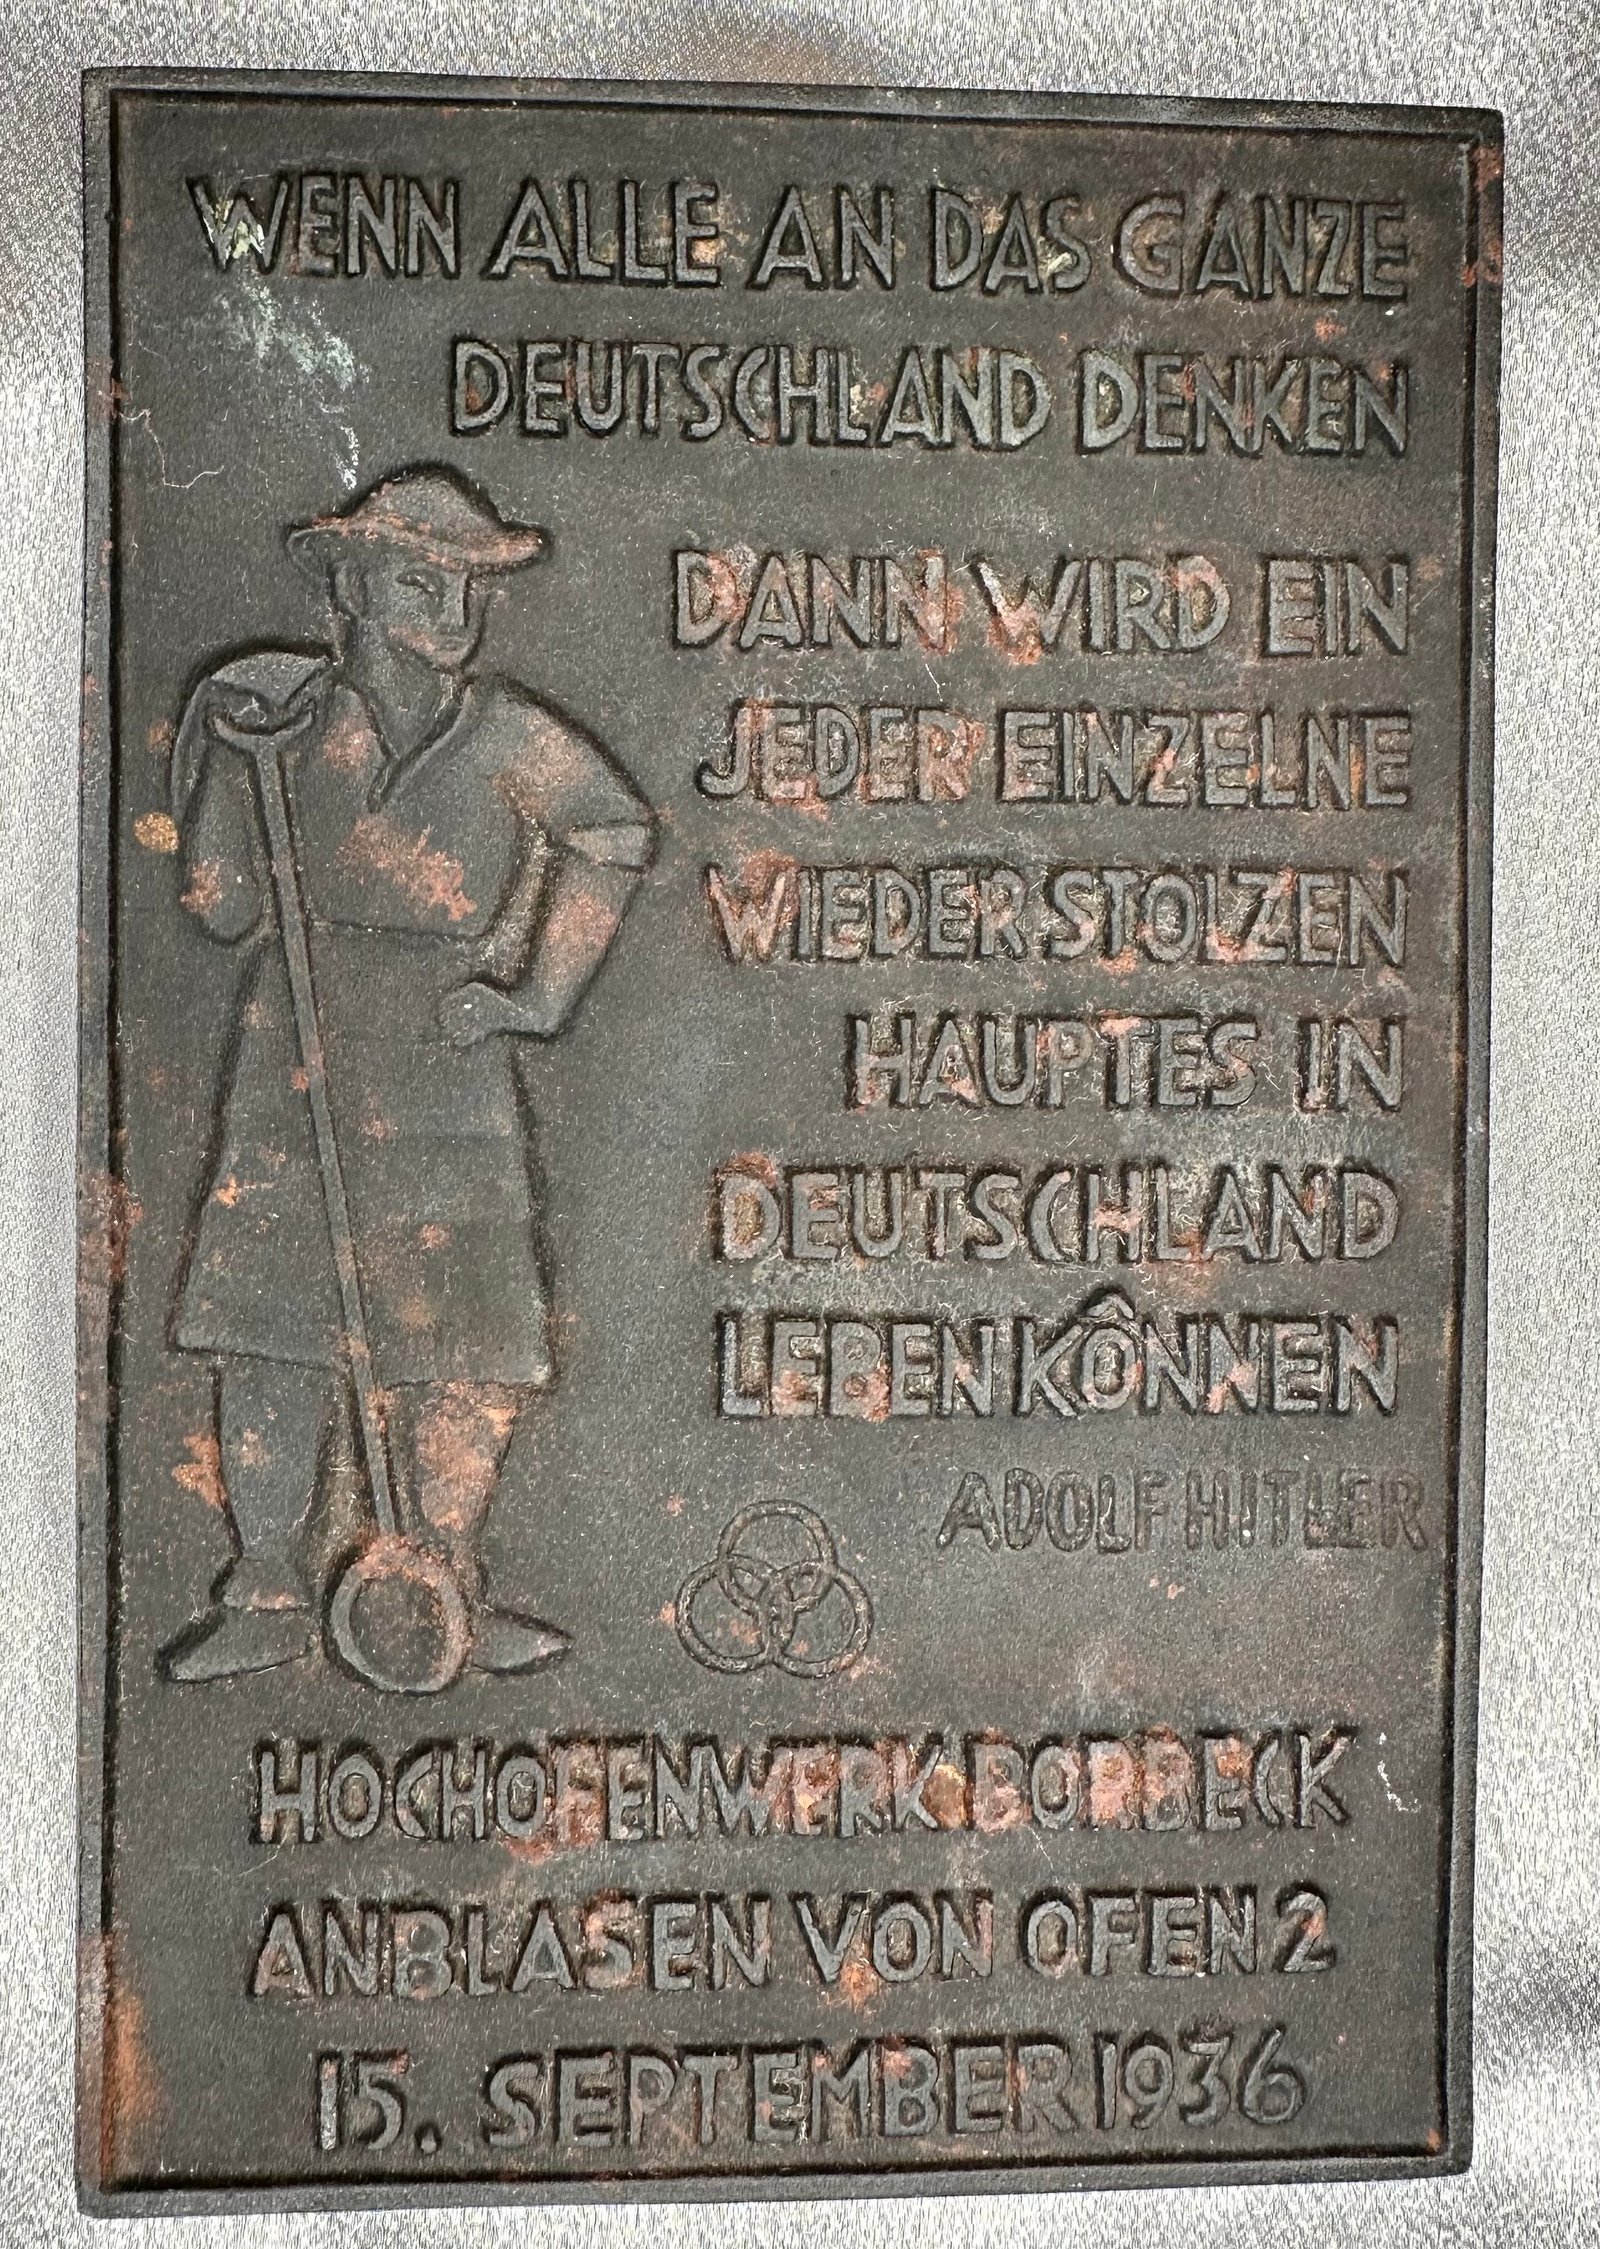 WENN ALLE AN DAS GANZE
DEUTSCHLAND DENKEN
DANN WIRD EIN
JEDER EINZELNE
WIEDER STOLZEN
HAUPTES IN
DEUTSCHLAND
LEBEN KÔNNEN
ADOLF HITLER
HOCHOFENWERK BORBECK
ANBLASEN VON OFEN 2
15. SEPTEMBER 1936